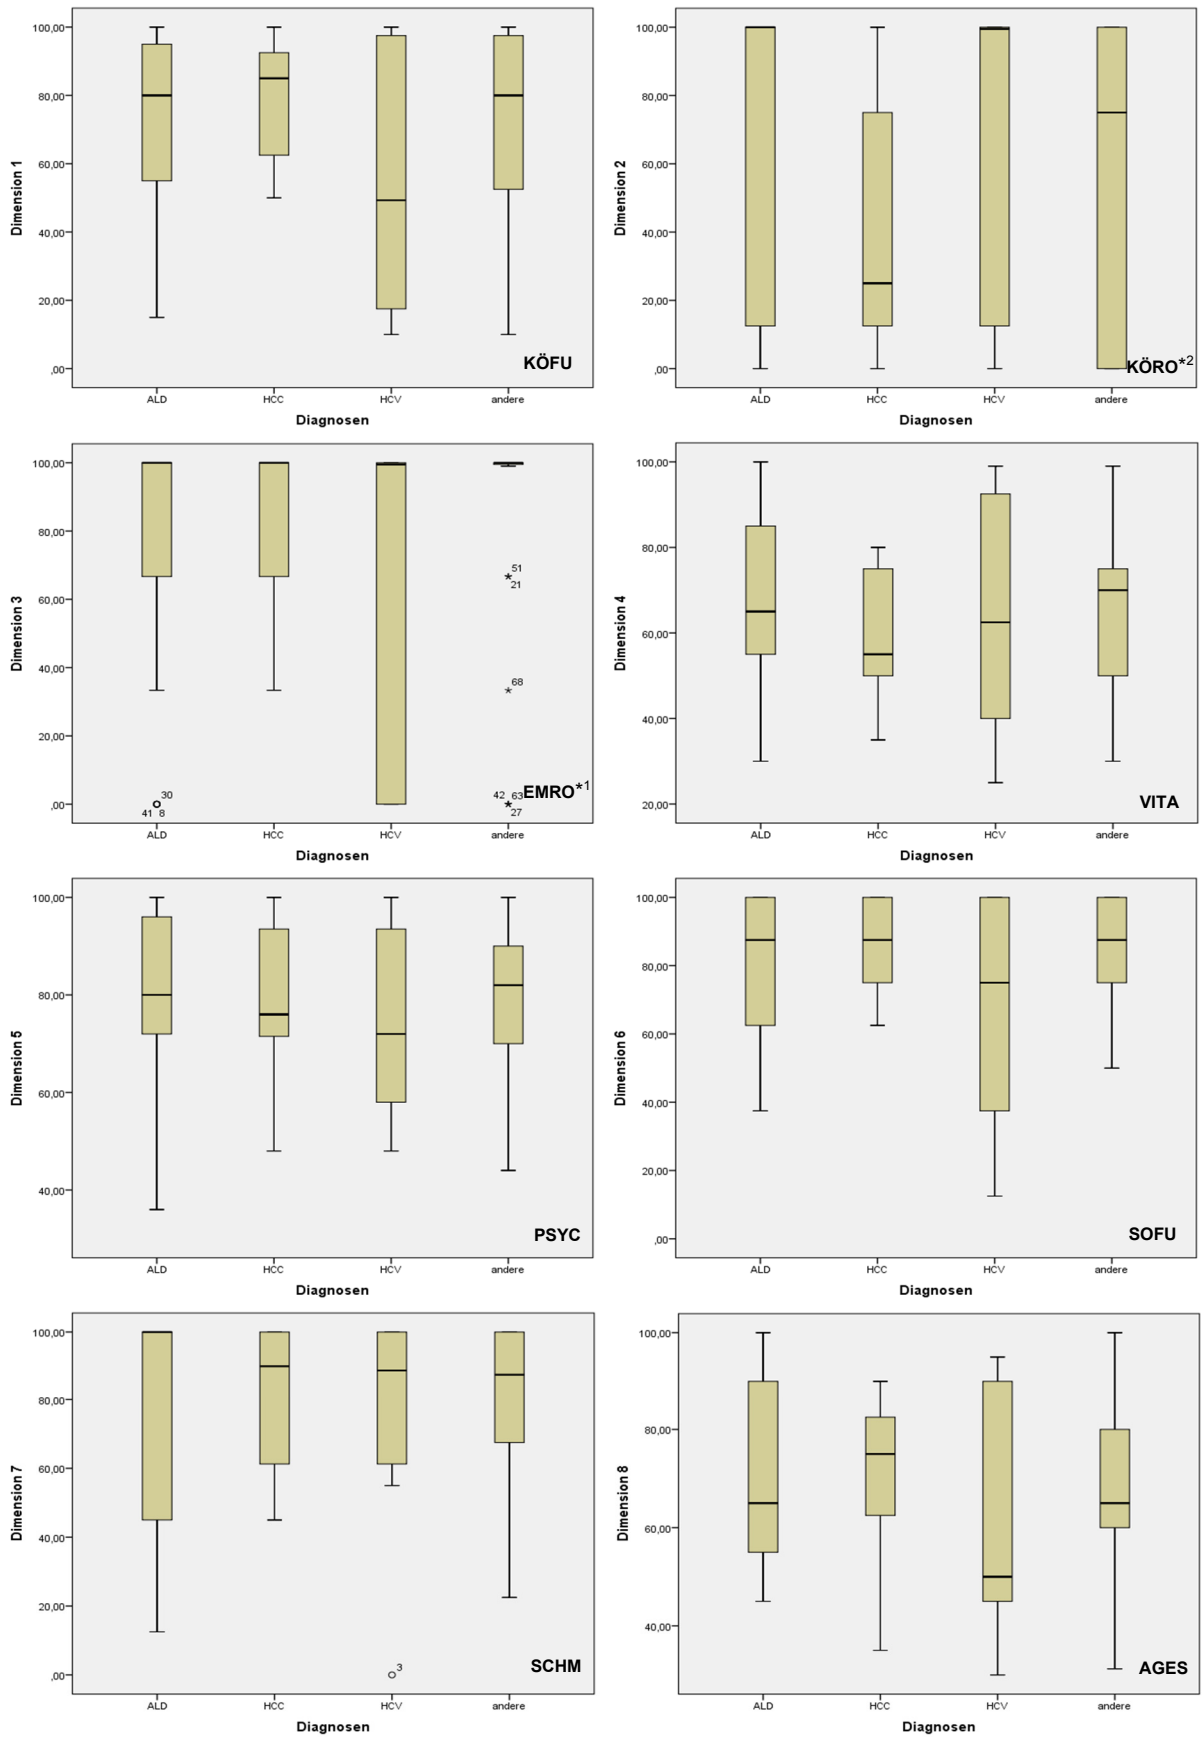 100,00
80,00
60,00
40,00
20,00
,00
Dimension 1
KÖFU
ALD HCC HCV andere
Diagnosen
100,00
80,00
60,00
40,00
20,00
,00
Dimension 2
KÖRO*2
ALD HCC HCV andere
Diagnosen
100,00
80,00
60,00
40,00
20,00
,00
Dimension 3
51
21
68
30
41 8
42 63
27
EMRO*1
ALD HCC HCV andere
Diagnosen
100,00
80,00
60,00
40,00
20,00
Dimension 4
VITA
ALD HCC HCV andere
Diagnosen
100,00
80,00
60,00
40,00
Dimension 5
PSYC
ALD HCC HCV andere
Diagnosen
100,00
80,00
60,00
40,00
20,00
,00
Dimension 6
SOFU
ALD HCC HCV andere
Diagnosen
100,00
80,00
60,00
40,00
20,00
,00
Dimension 7
3
SCHM
ALD HCC HCV andere
Diagnosen
100,00
80,00
60,00
40,00
Dimension 8
AGES
ALD HCC HCV andere
Diagnosen